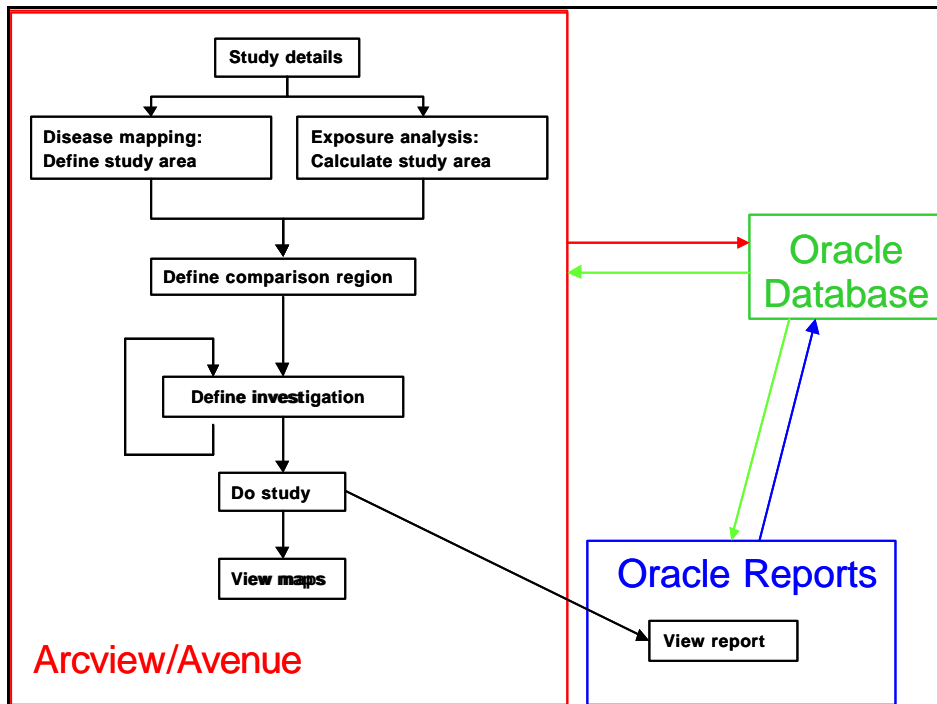 Study details
Disease mapping:
Define study area
Exposure analysis:
Calculate study area
Define comparison region
Define investigation
Do study
View maps
Arcview/Avenue
Oracle
Database
Oracle Reports
View report